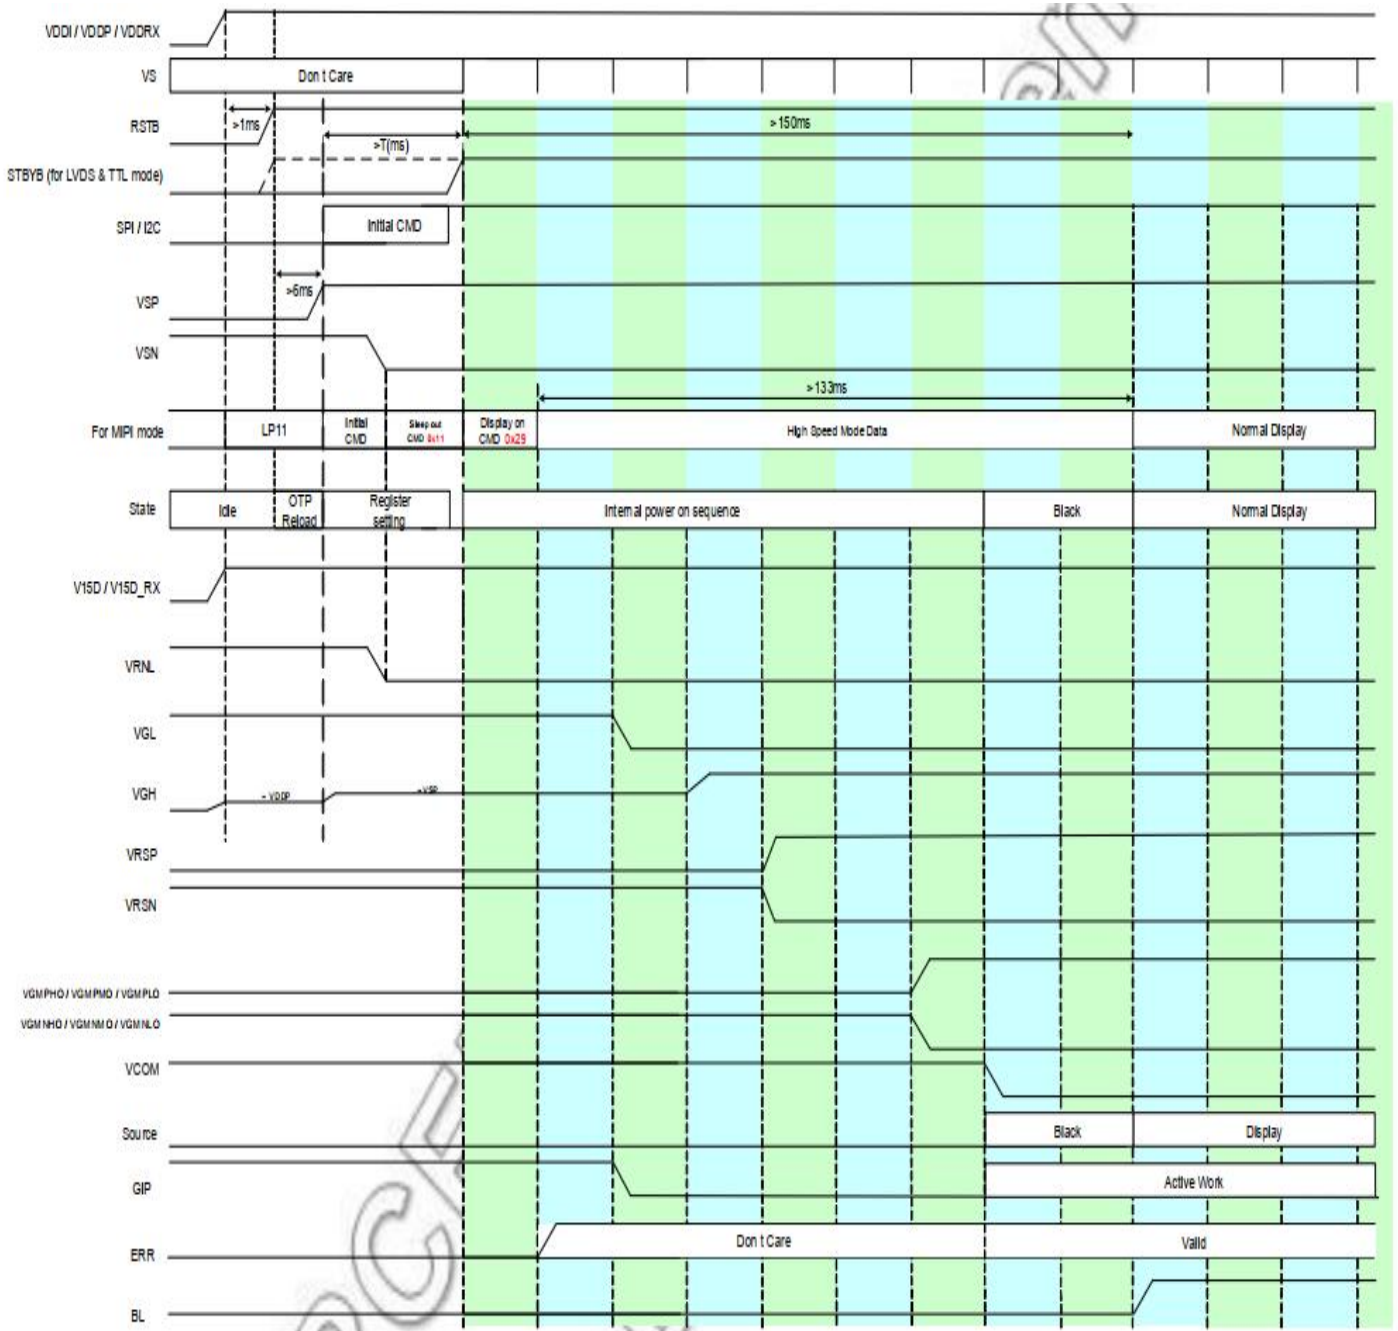 VDDI / VDDP / VDDRX
VS
Don t Care
RSTB
>1ms
>150ms
>T(ms)
STBYB (for LVDS & TTL mode)
SPI / I2C
Initial CMD
>6ms
VSP
VSN
>133ms
For MIPI mode
LP11
Initial
CMD
Sleep out
CMD 0x11
Display on
CMD 0x29
High Speed Mode Data
Normal Display
State
Idle
OTP
Reload
Register
setting
Internal power on sequence
Black
Normal Display
V15D / V15D_RX
VRNL
VGL
VGH
~ VDDP
~ VSP
VRSP
VRSN
VGMPHO / VGMPMO / VGMPLO
VGMNHO / VGMNMO / VGMNLO
VCOM
Source
Black
Display
GIP
Active Work
ERR
Don t Care
Valid
BL